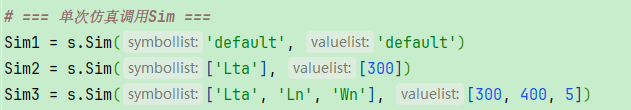 # === 单次仿真调用Sim ===
Sim1 = s.Sim( symbollist: 'default', valuelist: 'default')
Sim2 = s.Sim( symbollist: ['Lta'], valuelist: [300])
Sim3 = s.Sim( symbollist: ['Lta', 'Ln', 'Wn'], valuelist: [300, 400, 5])